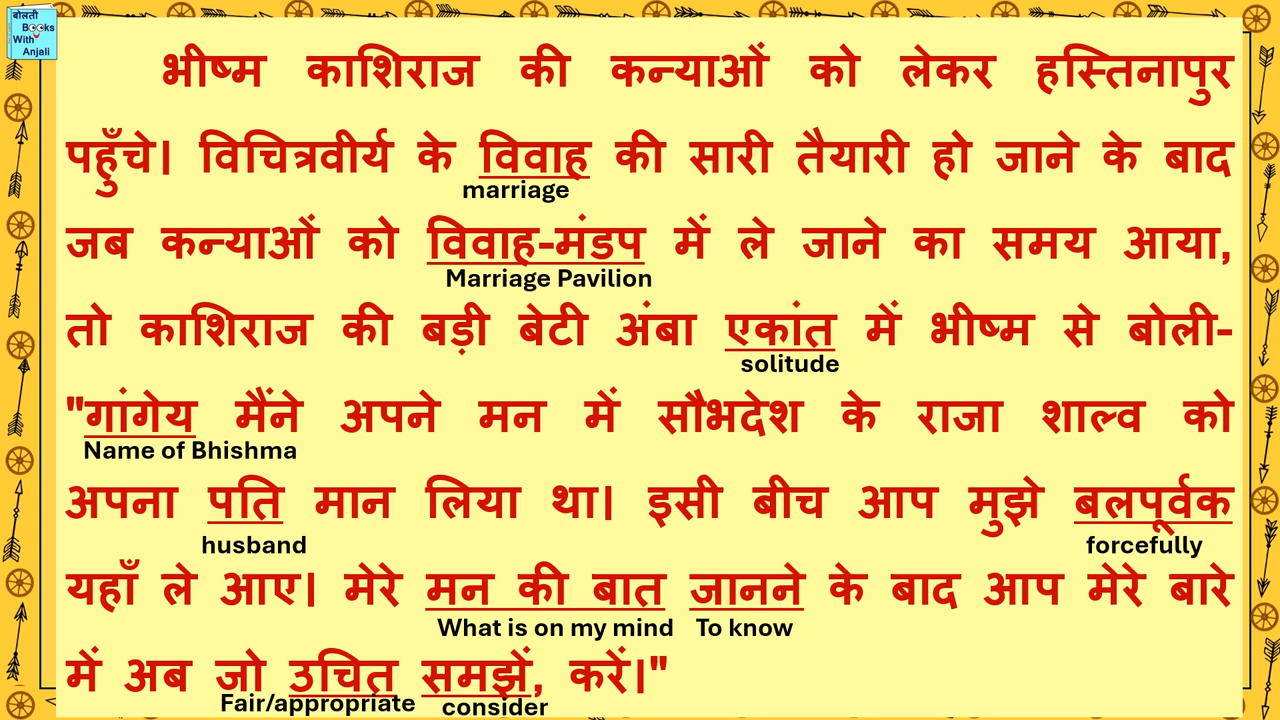 बोलती
Books
With
Anjali
भीष्म काशिराज की कन्याओं को लेकर हस्तिनापुर
पहुँचे। विचित्रवीर्य के विवाह की सारी तैयारी हो जाने के बाद
marriage
जब कन्याओं को विवाह-मंडप में ले जाने का समय आया,
Marriage Pavilion
तो काशिराज की बड़ी बेटी अंबा एकांत में भीष्म से बोली-
solitude
"गांगेय मैंने अपने मन में सौभदेश के राजा शाल्व को
Name of Bhishma
अपना पति मान लिया था। इसी बीच आप मुझे बलपूर्वक
husband forcefully
यहाँ ले आए। मेरे मन की बात जानने के बाद आप मेरे बारे
What is on my mind To know
में अब जो उचित समझें, करें।"
Fair/appropriate consider